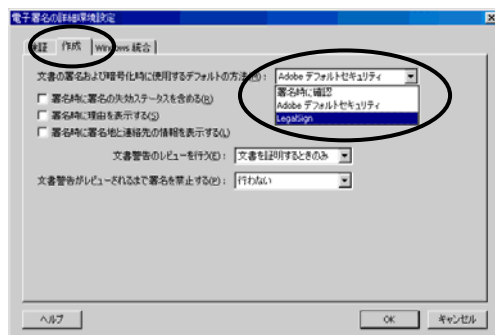 電子署名の詳細環境設定
検証 作成 Windows 統合
文書の署名および暗号化時に使用するデフォルトの方法(B): Adobe デフォルトセキュリティ
署名時に確認
Adobe デフォルトセキュリティ
LegalSign
署名時に署名の失効ステータスを含める(R)
署名時に理由を表示する(S)
署名時に署名地と連絡先の情報を表示する(L)
文書警告のレビューを行う(E): 文書を証明するときのみ
文書警告がレビューされるまで署名を禁止する(P): 行わない
ヘルプ OK キャンセル